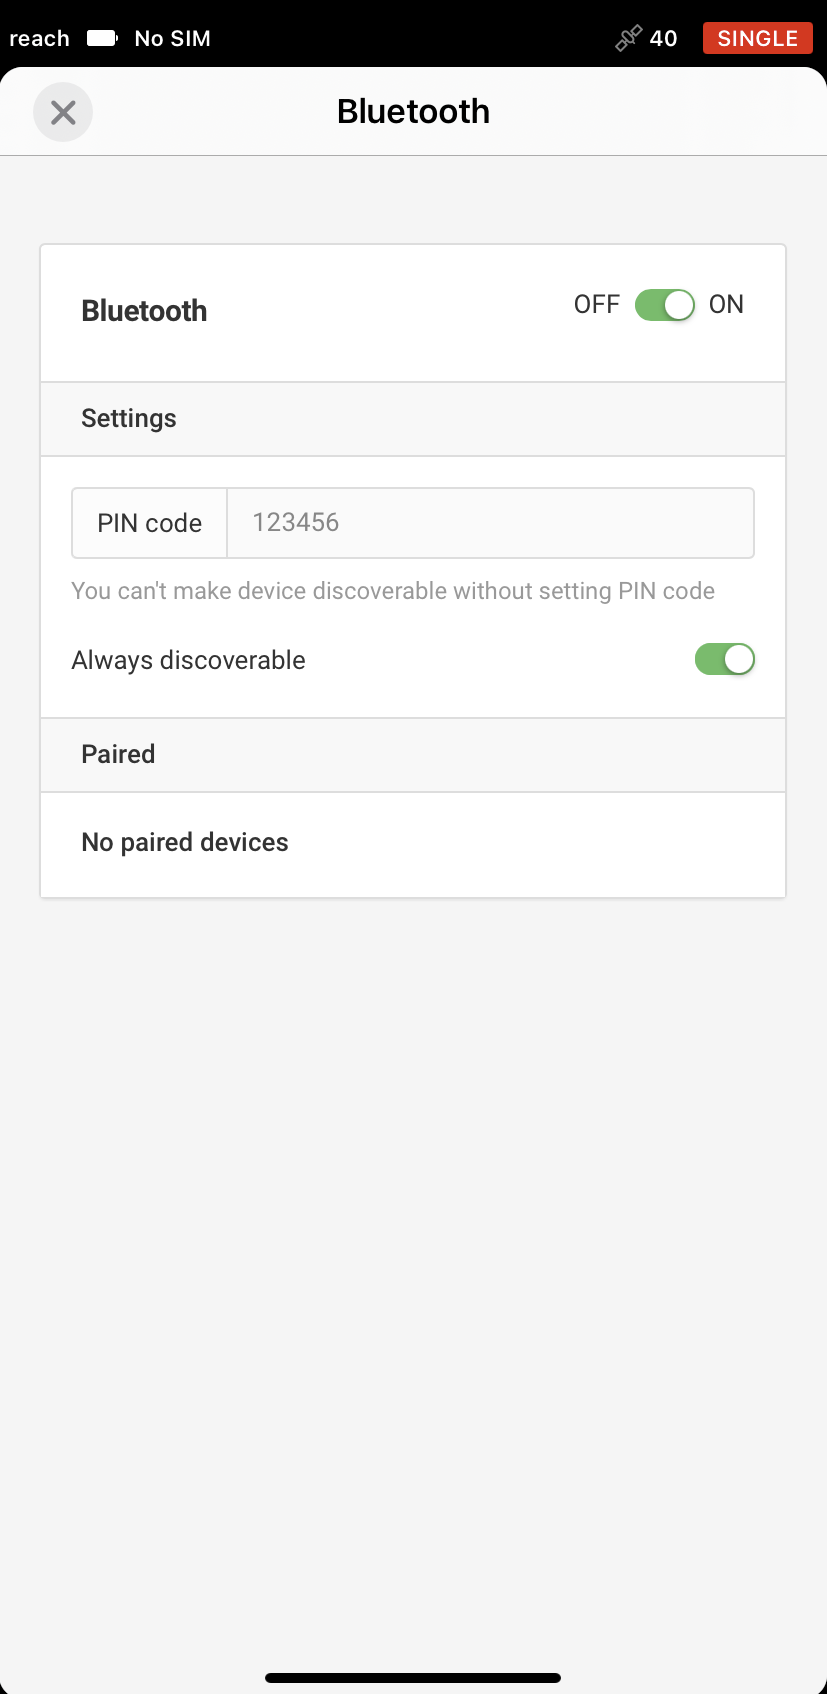 reach No SIM 40 SINGLE
Bluetooth
Bluetooth OFF ON
Settings
PIN code 123456
You can't make device discoverable without setting PIN code
Always discoverable
Paired
No paired devices